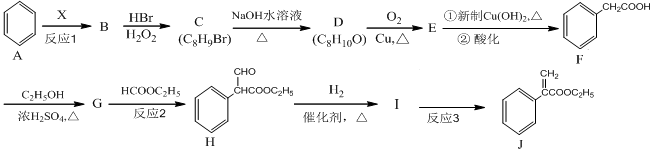 A X 反应1 B HBr H₂O₂ C (C₈H₉Br) NaOH水溶液 △ D (C₈H₁₀O) O₂ Cu,△ E ①新制Cu(OH)₂,△ ②酸化 CH₂COOH F
C₂H₅OH 浓H₂SO₄,△ G HCOOC₂H₅ 反应2 CHO COOC₂H₅ H H₂ 催化剂，△ I 反应3 CH₂ COOC₂H₅ J